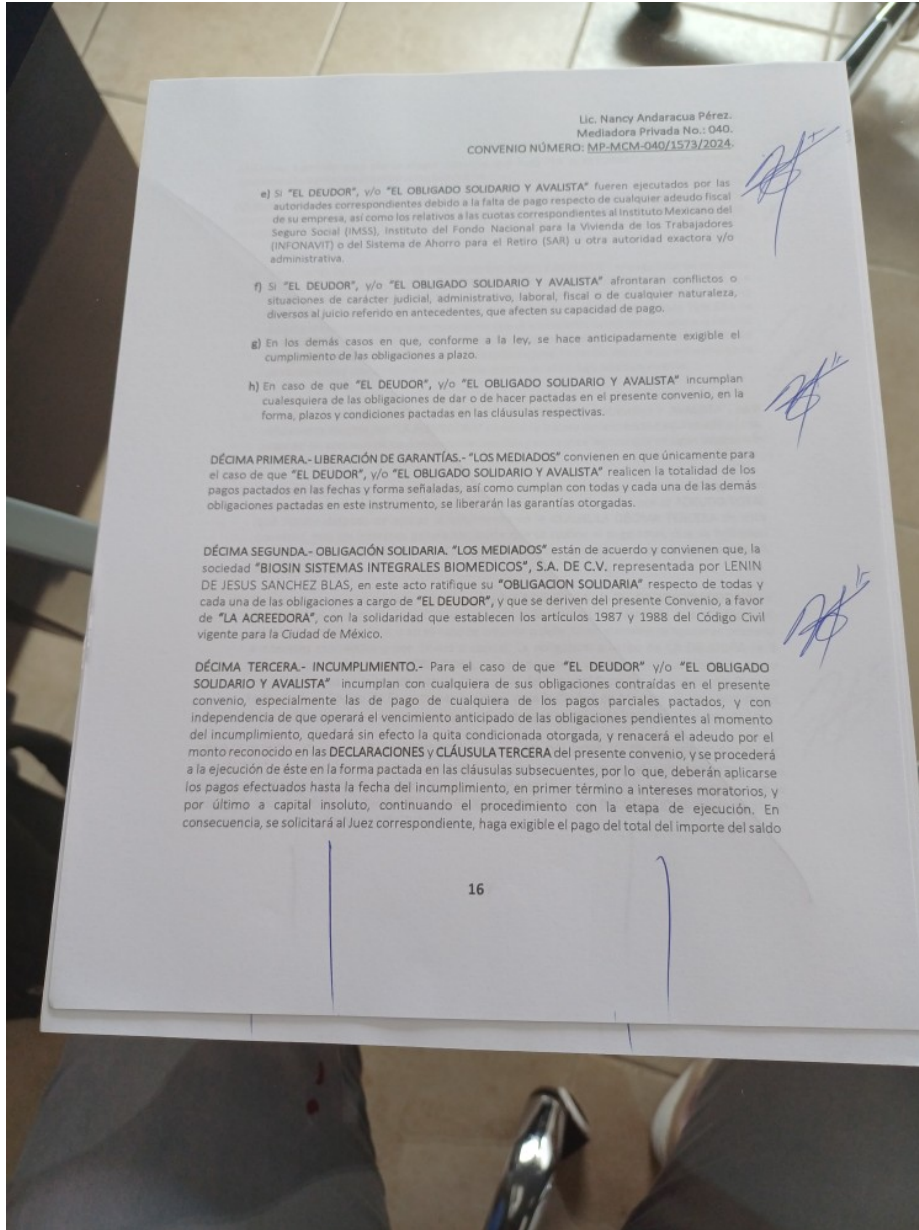 Lic. Nancy Andaracua Pérez.
Mediadora Privada No.: 040.
CONVENIO NÚMERO: MP-MCM-040/1573/2024.
e) Si "EL DEUDOR", y/o "EL OBLIGADO SOLIDARIO Y AVALISTA" fueren ejecutados por las
autoridades correspondientes debido a la falta de pago respecto de cualquier adeudo fiscal
de su empresa, así como los relativos a las cuotas correspondientes al Instituto Mexicano del
Seguro Social (IMSS), Instituto del Fondo Nacional para la Vivienda de los Trabajadores
(INFONAVIT) o del Sistema de Ahorro para el Retiro (SAR) u otra autoridad exactora y/o
administrativa.
f) Si "EL DEUDOR", y/o "EL OBLIGADO SOLIDARIO Y AVALISTA" afrontaran conflictos o
situaciones de carácter judicial, administrativo, laboral, fiscal o de cualquier naturaleza,
diversos al juicio referido en antecedentes, que afecten su capacidad de pago.
g) En los demás casos en que, conforme a la ley, se hace anticipadamente exigible el
cumplimiento de las obligaciones a plazo.
h) En caso de que "EL DEUDOR", y/o "EL OBLIGADO SOLIDARIO Y AVALISTA" incumplan
cualesquiera de las obligaciones de dar o de hacer pactadas en el presente convenio, en la
forma, plazos y condiciones pactadas en las cláusulas respectivas.
DÉCIMA PRIMERA.- LIBERACIÓN DE GARANTÍAS.- "LOS MEDIADOS" convienen en que únicamente para
el caso de que "EL DEUDOR", y/o "EL OBLIGADO SOLIDARIO Y AVALISTA" realicen la totalidad de los
pagos pactados en las fechas y forma señaladas, así como cumplan con todas y cada una de las demás
obligaciones pactadas en este instrumento, se liberarán las garantías otorgadas.
DÉCIMA SEGUNDA.- OBLIGACIÓN SOLIDARIA. "LOS MEDIADOS" están de acuerdo y convienen que, la
sociedad "BIOSIN SISTEMAS INTEGRALES BIOMEDICOS", S.A. DE C.V. representada por LENIN
DE JESUS SANCHEZ BLAS, en este acto ratifique su "OBLIGACION SOLIDARIA" respecto de todas y
cada una de las obligaciones a cargo de "EL DEUDOR", y que se deriven del presente Convenio, a favor
de "LA ACREEDORA", con la solidaridad que establecen los artículos 1987 y 1988 del Código Civil
vigente para la Ciudad de México.
DÉCIMA TERCERA.- INCUMPLIMIENTO.- Para el caso de que "EL DEUDOR" y/o "EL OBLIGADO
SOLIDARIO Y AVALISTA" incumplan con cualquiera de sus obligaciones contraídas en el presente
convenio, especialmente las de pago de cualquiera de los pagos parciales pactados, y con
independencia de que operará el vencimiento anticipado de las obligaciones pendientes al momento
del incumplimiento, quedará sin efecto la quita condicionada otorgada, y renacerá el adeudo por el
monto reconocido en las DECLARACIONES y CLÁUSULA TERCERA del presente convenio, y se procederá
a la ejecución de éste en la forma pactada en las cláusulas subsecuentes, por lo que, deberán aplicarse
los pagos efectuados hasta la fecha del incumplimiento, en primer término a intereses moratorios, y
por último a capital insoluto, continuando el procedimiento con la etapa de ejecución. En
consecuencia, se solicitará al Juez correspondiente, haga exigible el pago del total del importe del saldo
16